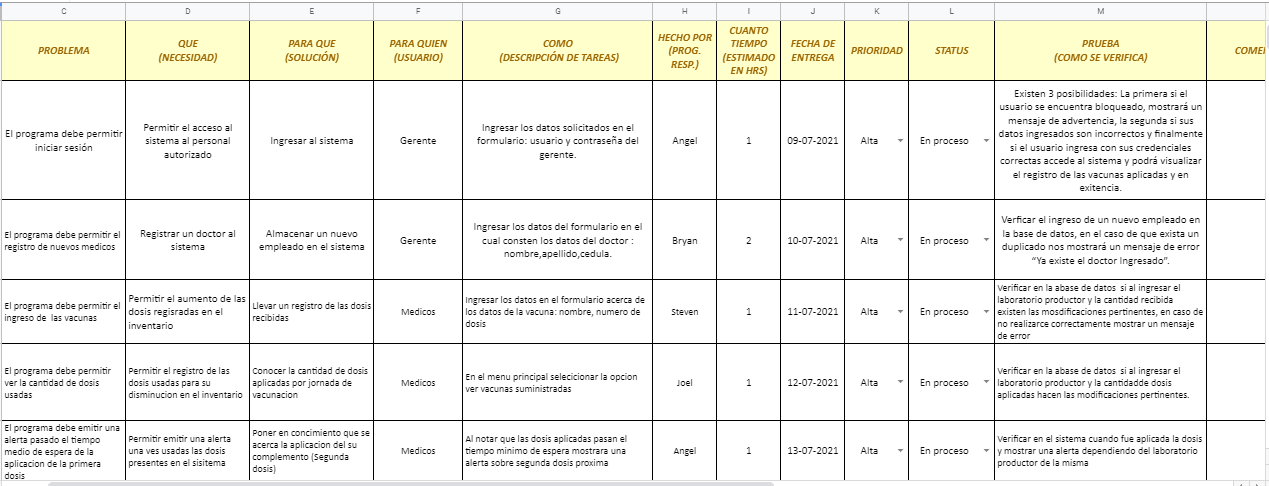 C D E F G H I J K L M
PROBLEMA
QUE
(NECESIDAD)
PARA QUE
(SOLUCIÓN)
PARA QUIEN
(USUARIO)
COMO
(DESCRIPCIÓN DE TAREAS)
HECHO POR
(PROG.
RESP.)
CUANTO
TIEMPO
(ESTIMADO
EN HRS)
FECHA DE
ENTREGA
PRIORIDAD
STATUS
PRUEBA
(COMO SE VERIFICA)
COME
El programa debe permitir
iniciar sesión
Permitir el acceso al
sistema al personal
autorizado
Ingresar al sistema
Gerente
Ingresar los datos solicitados en el
formulario: usuario y contraseña del
gerente.
Angel
1
09-07-2021
Alta
En proceso
Existen 3 posibilidades: La primera si el
usuario se encuentra bloqueado, mostrará un
mensaje de advertencia, la segunda si sus
datos ingresados son incorrectos y finalmente
si el usuario ingresa con sus credenciales
correctas accede al sistema y podrá visualizar
el registro de las vacunas aplicadas y en
exitencia.
El programa debe permitir el
registro de nuevos medicos
Registrar un doctor al
sistema
Almacenar un nuevo
empleado en el sistema
Gerente
Ingresar los datos del formulario en el
cual consten los datos del doctor :
nombre,apellido,cedula.
Bryan
2
10-07-2021
Alta
En proceso
Verficar el ingreso de un nuevo empleado en
la base de datos, en el caso de que exista un
duplicado nos mostrará un mensaje de error
“Ya existe el doctor Ingresado”.
El programa debe permitir el
ingreso de las vacunas
Permitir el aumento de las
dosis regisradas en el
inventario
Llevar un registro de las dosis
recibidas
Medicos
Ingresar los datos en el formulario acerca de
los datos de la vacuna: nombre, numero de
dosis
Steven
1
11-07-2021
Alta
En proceso
Verificar en la abase de datos si al ingresar el
laboratorio productor y la cantidad recibida
existen las mosdificaciones pertinentes, en caso de
no realizarce correctamente mostrar un mensaje
de error
El programa debe permitir
ver la cantidad de dosis
usadas
Permitir el registro de las
dosis usadas para su
disminucion en el inventario
Conocer la cantidad de dosis
aplicadas por jornada de
vacunacion
Medicos
En el menu principal selecicionar la opcion
ver vacunas suministradas
Joel
1
12-07-2021
Alta
En proceso
Verificar en la abase de datos si al ingresar el
laboratorio productor y la cantidadde dosis
aplicadas hacen las modificaciones pertinentes.
El programa debe emitir una
alerta pasado el tiempo
medio de espera de la
aplicacion de la primera
dosis
Permitir emitir una alerta
una ves usadas las dosis
presentes en el sisitema
Poner en concimiento que se
acerca la aplicacion del su
complemento (Segunda
dosis)
Medicos
Al notar que las dosis aplicadas pasan el
tiempo minimo de espera mostrara una
alerta sobre segunda dosis proxima
Angel
1
13-07-2021
Alta
En proceso
Verificar en el sistema cuando fue aplicada la dosis
y mostrar una alerta dependiendo del laboratorio
productor de la misma